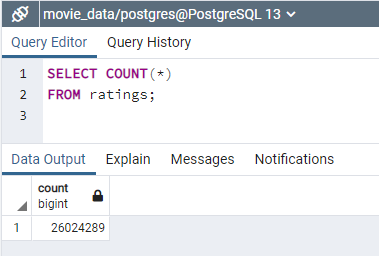 movie_data/postgres@PostgreSQL 13
Query Editor Query History
1 SELECT COUNT(*)
2 FROM ratings;
3
Data Output Explain Messages Notifications
count
bigint
1 26024289